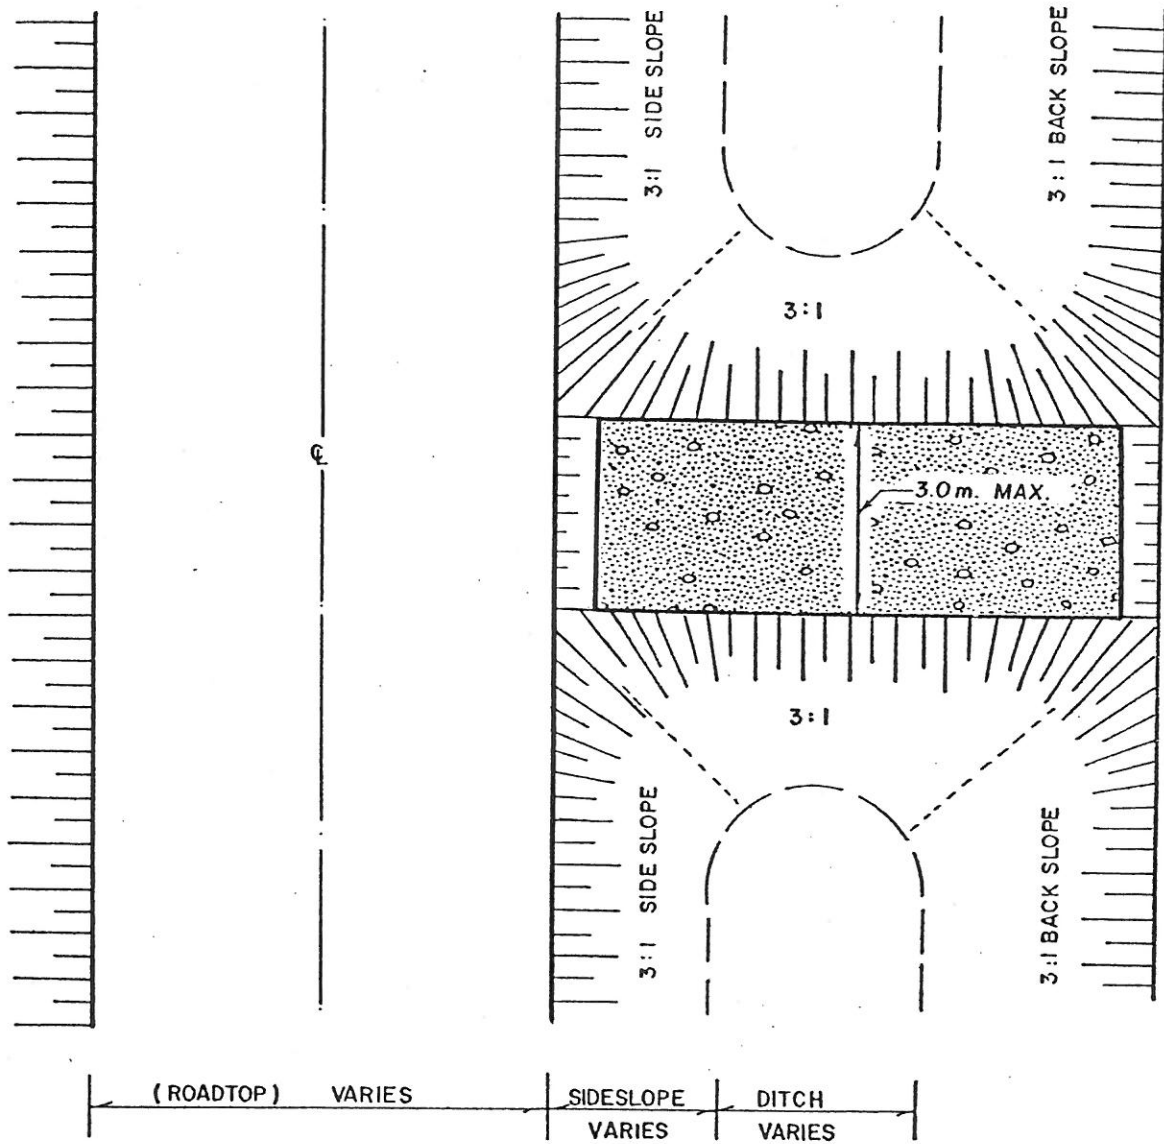 3:1 SIDE SLOPE
3:1 BACK SLOPE
3:1
℄
3.0 m. MAX.
3:1
3:1 SIDE SLOPE
3:1 BACK SLOPE
(ROADTOP) VARIES
SIDESLOPE
VARIES
DITCH
VARIES